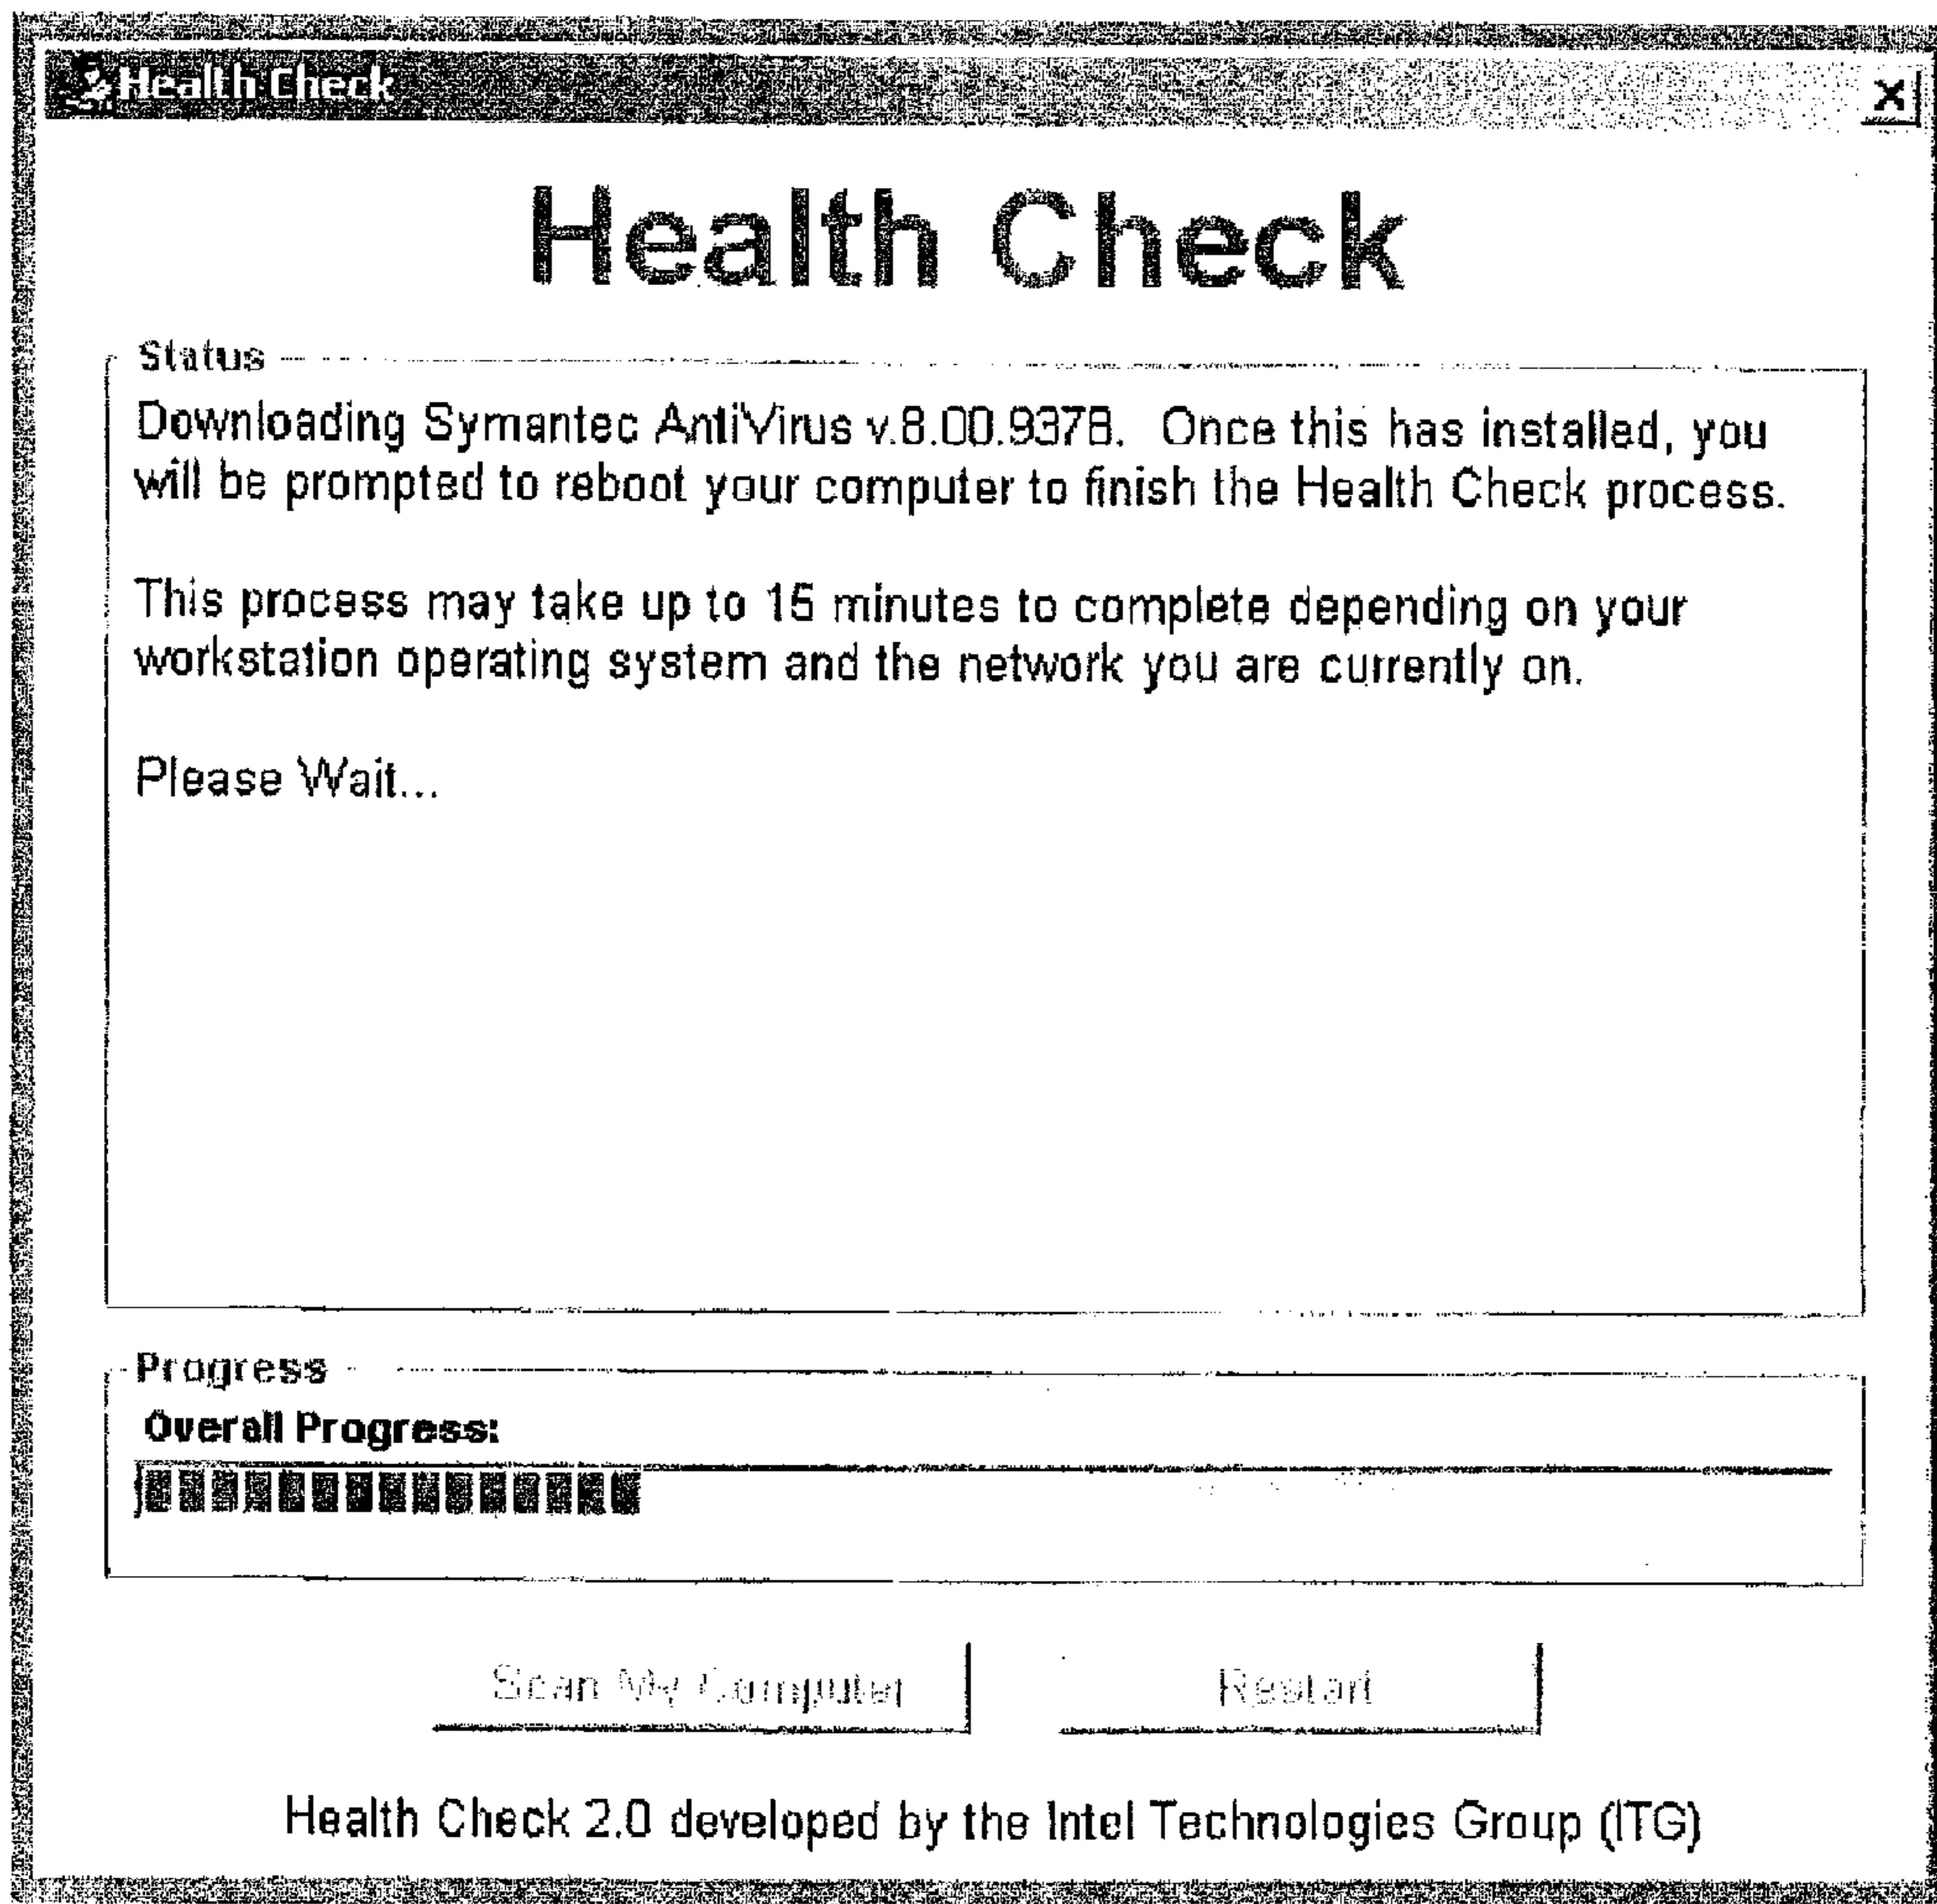 Health Check
X
Health Check
Status
Downloading Symantec AntiVirus v.8.00.9378. Once this has installed, you
will be prompted to reboot your computer to finish the Health Check process.
This process may take up to 15 minutes to complete depending on your
workstation operating system and the network you are currently on.
Please Wait...
Progress
Overall Progress:
Scan My Computer
Restart
Health Check 2.0 developed by the Intel Technologies Group (ITG)